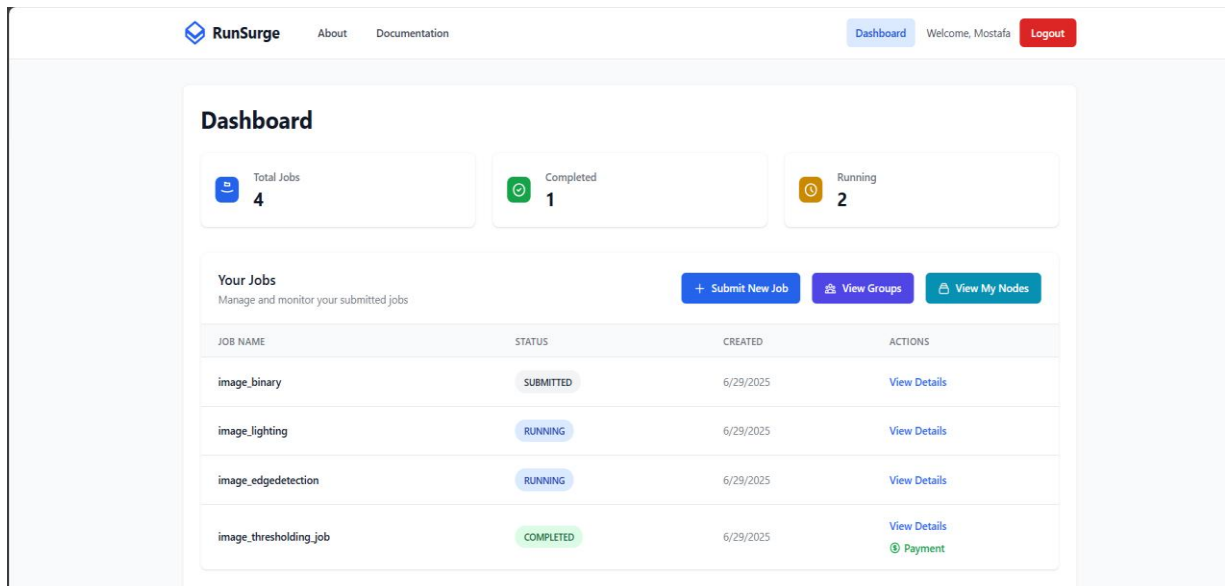 RunSurge About Documentation Dashboard Welcome, Mostafa Logout
Dashboard
Total Jobs
4
Completed
1
Running
2
Your Jobs
Manage and monitor your submitted jobs
+ Submit New Job View Groups View My Nodes
JOB NAME STATUS CREATED ACTIONS
image_binary SUBMITTED 6/29/2025 View Details
image_lighting RUNNING 6/29/2025 View Details
image_edgedetection RUNNING 6/29/2025 View Details
image_thresholding_job COMPLETED 6/29/2025 View Details
Payment